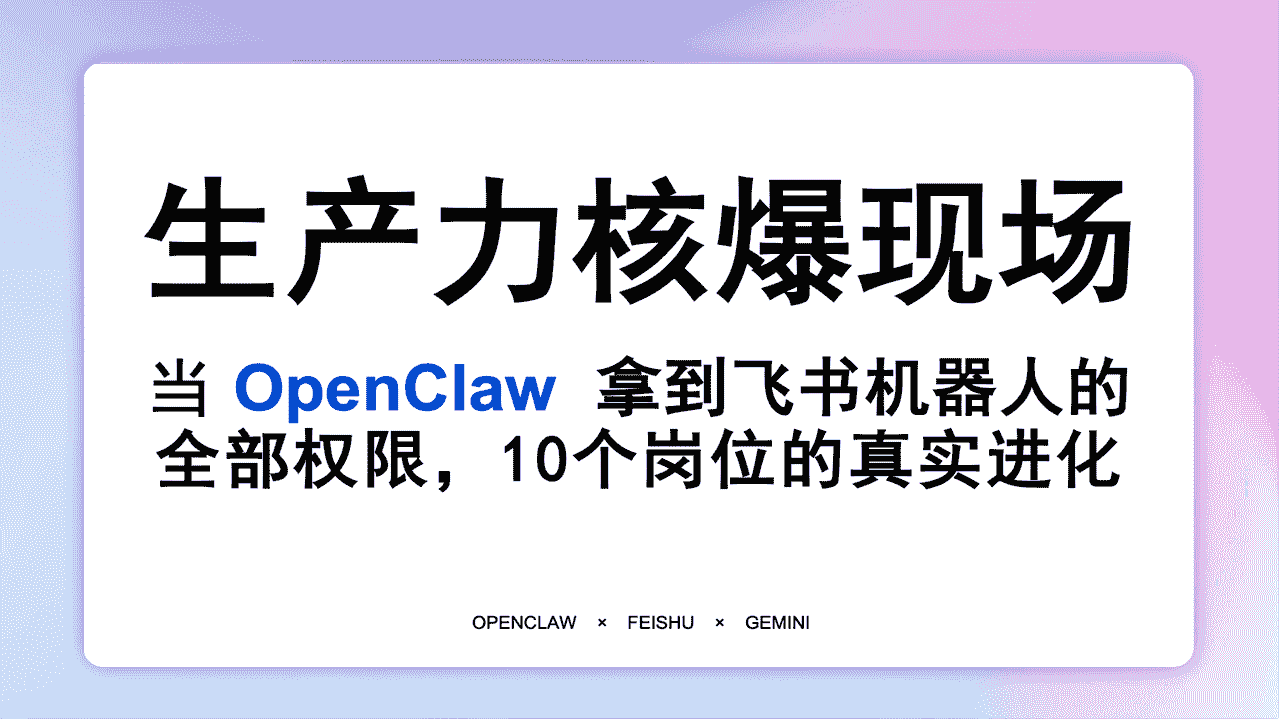 生产力核爆现场
当 OpenClaw 拿到飞书机器人的
全部权限，10个岗位的真实进化
OPENCLAW × FEISHU × GEMINI